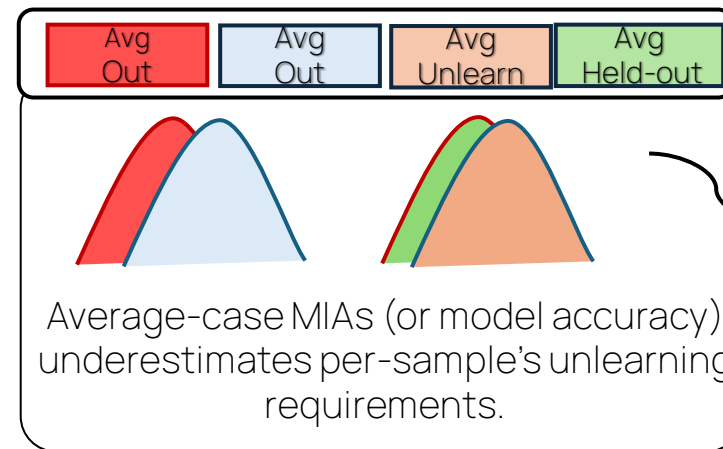 Avg Out
Avg Out
Avg Unlearn
Avg Held-out
Average-case MIAs (or model accuracy)
underestimates per-sample's unlearning
requirements.